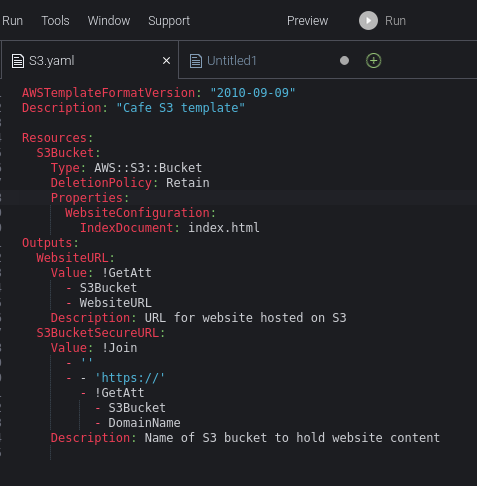 Run Tools Window Support Preview Run
S3.yaml × Untitled1
AWSTemplateFormatVersion: "2010-09-09"
Description: "Cafe S3 template"
Resources:
  S3Bucket:
    Type: AWS::S3::Bucket
    DeletionPolicy: Retain
    Properties:
      WebsiteConfiguration:
        IndexDocument: index.html
Outputs:
  WebsiteURL:
    Value: !GetAtt
      - S3Bucket
      - WebsiteURL
    Description: URL for website hosted on S3
  S3BucketSecureURL:
    Value: !Join
      - ''
      - - 'https://'
        - !GetAtt
          - S3Bucket
          - DomainName
    Description: Name of S3 bucket to hold website content